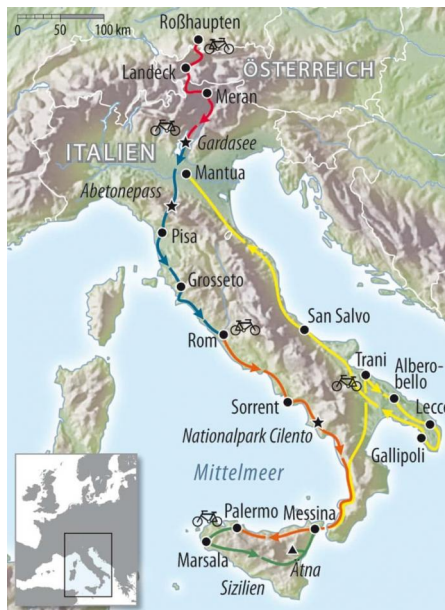 0 50 100 km
Roßhaupten
Landeck
ÖSTERREICH
Meran
ITALIEN
Gardasee
Mantua
Abetonepass
Pisa
Grosseto
San Salvo
Rom
Trani
Albero-
bello
Lecce
Sorrent
Gallipoli
Nationalpark Cilento
Mittelmeer
Palermo
Messina
Marsala
Ätna
Sizilien